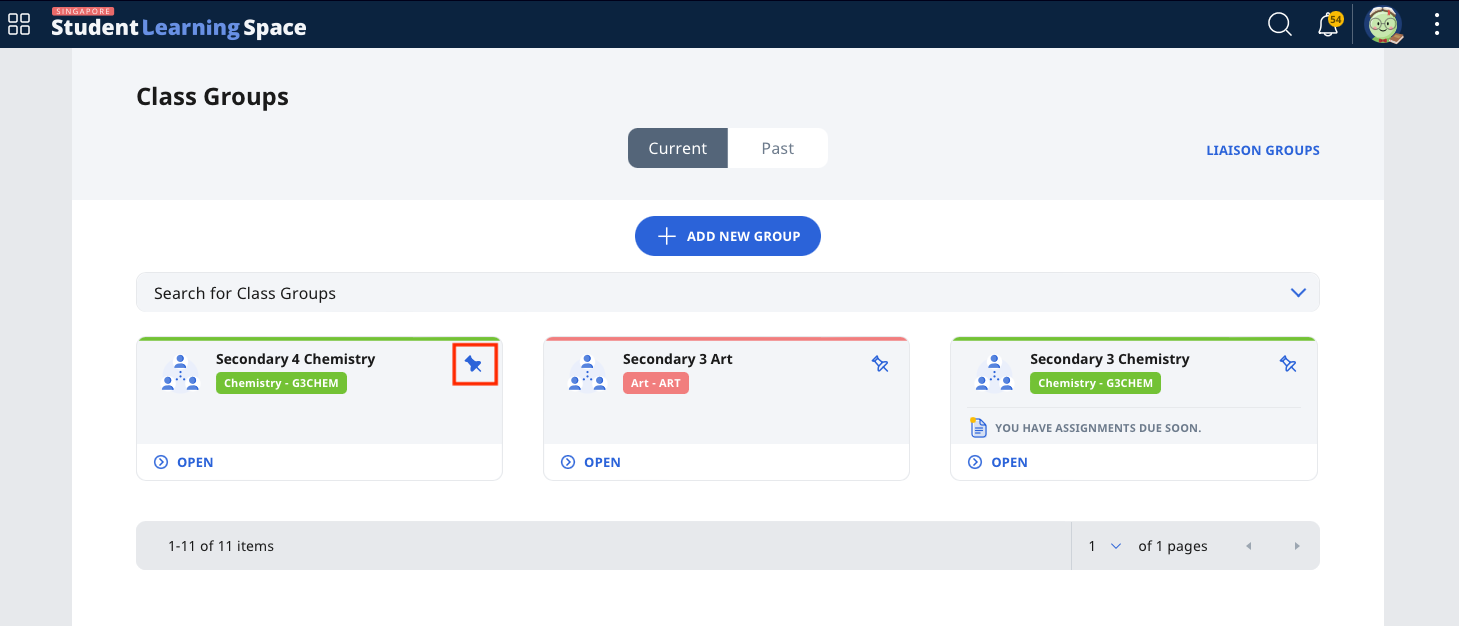 SINGAPORE
Student Learning Space
54
Class Groups
Current
Past
LIAISON GROUPS
ADD NEW GROUP
Search for Class Groups
Secondary 4 Chemistry
Chemistry - G3CHEM
OPEN
Secondary 3 Art
Art - ART
OPEN
Secondary 3 Chemistry
Chemistry - G3CHEM
YOU HAVE ASSIGNMENTS DUE SOON.
OPEN
1-11 of 11 items
1 of 1 pages